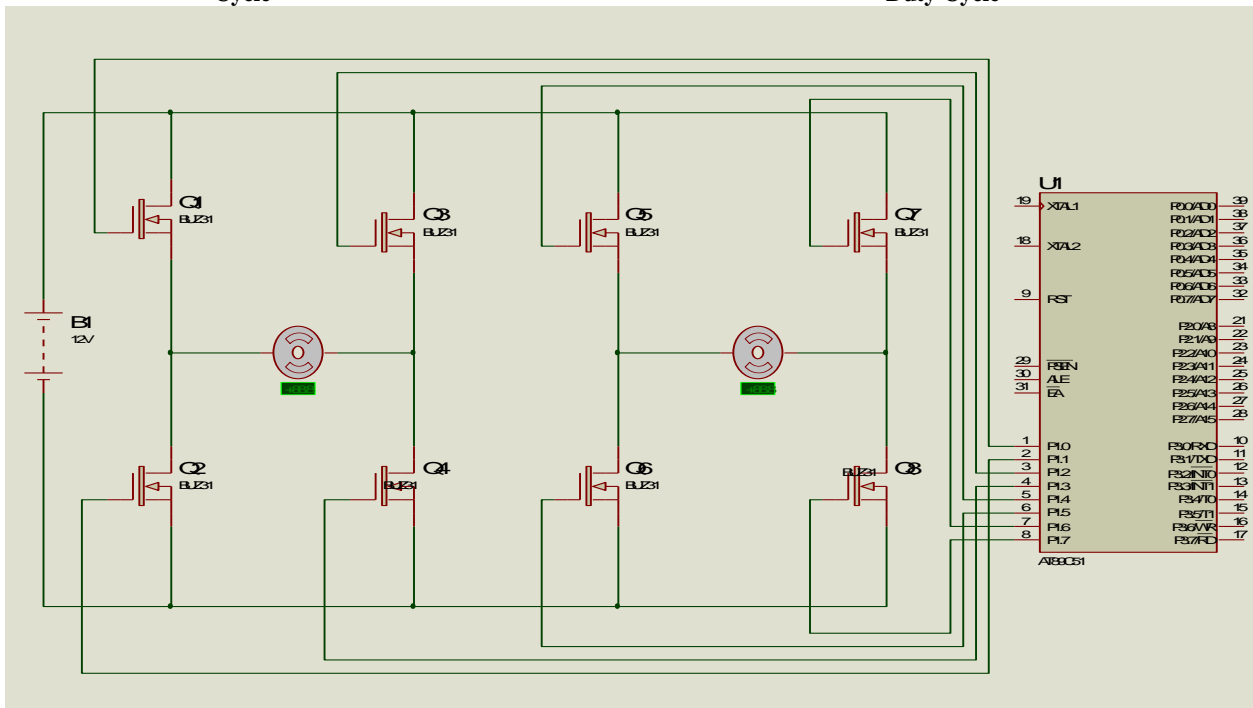 Cycle
Duty Cycle
U1
Q1
BUZ31
Q3
BUZ31
Q5
BUZ31
Q7
BUZ31
B1
12V
Q2
BUZ31
Q4
BUZ31
Q6
BUZ31
Q8
BUZ31
19 XTAL1
18 XTAL2
9 RST
29 PSEN
30 ALE
31 EA
1 P1.0
2 P1.1
3 P1.2
4 P1.3
5 P1.4
6 P1.5
7 P1.6
8 P1.7
P0.0/AD0 39
P0.1/AD1 38
P0.2/AD2 37
P0.3/AD3 36
P0.4/AD4 35
P0.5/AD5 34
P0.6/AD6 33
P0.7/AD7 32
P2.0/A8 21
P2.1/A9 22
P2.2/A10 23
P2.3/A11 24
P2.4/A12 25
P2.5/A13 26
P2.6/A14 27
P2.7/A15 28
P3.0/RXD 10
P3.1/TXD 11
P3.2/INT0 12
P3.3/INT1 13
P3.4/T0 14
P3.5/T1 15
P3.6/WR 16
P3.7/RD 17
AT89C51